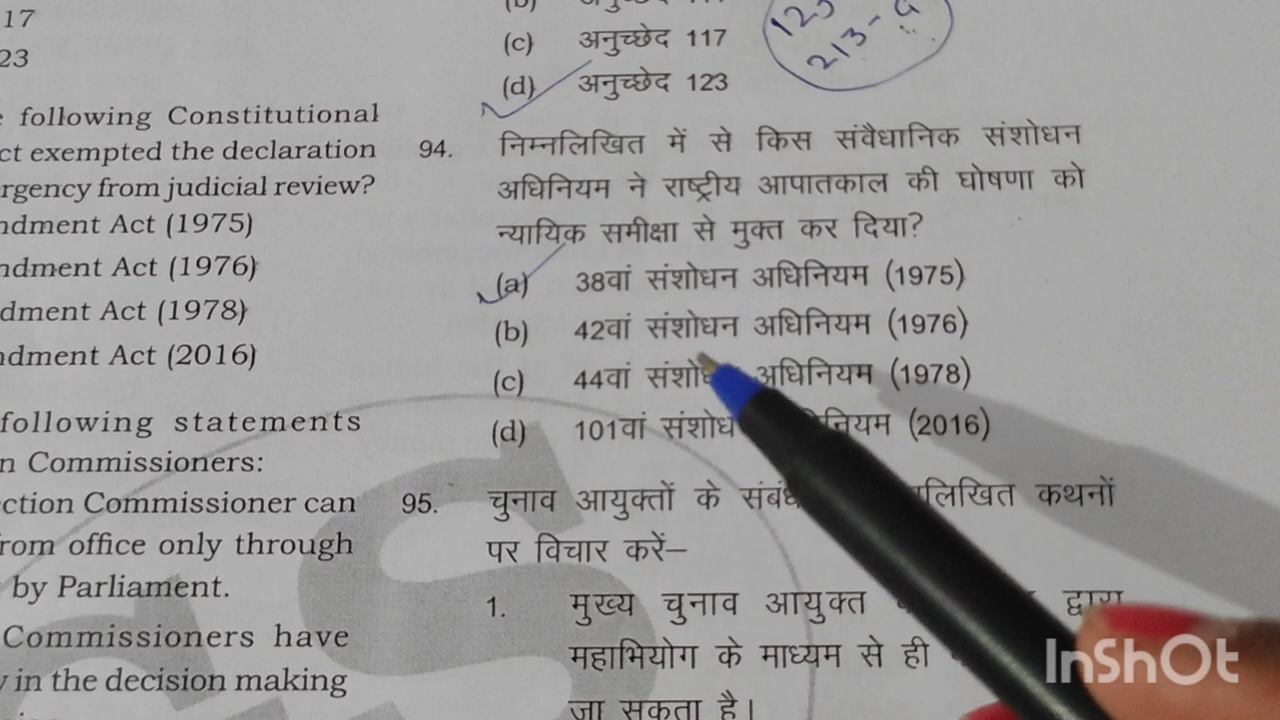 17
23
following Constitutional
ct exempted the declaration
rgency from judicial review?
ndment Act (1975)
ndment Act (1976)
dment Act (1978)
ndment Act (2016)
following statements
n Commissioners:
ction Commissioner can
rom office only through
by Parliament.
Commissioners have
y in the decision making
(c) अनुच्छेद 117
(d) अनुच्छेद 123
123
213-
94. निम्नलिखित में से किस संवैधानिक संशोधन
अधिनियम ने राष्ट्रीय आपातकाल की घोषणा को
न्यायिक समीक्षा से मुक्त कर दिया?
(a) 38वां संशोधन अधिनियम (1975)
(b) 42वां संशोधन अधिनियम (1976)
(c) 44वां संशो अधिनियम (1978)
(d) 101वां संशोध नियम (2016)
95. चुनाव आयुक्तों के संबंध लिखित कथनों
पर विचार करें–
1. मुख्य चुनाव आयुक्त द्वारा
महाभियोग के माध्यम से ही
जा सकता है।
InShOt